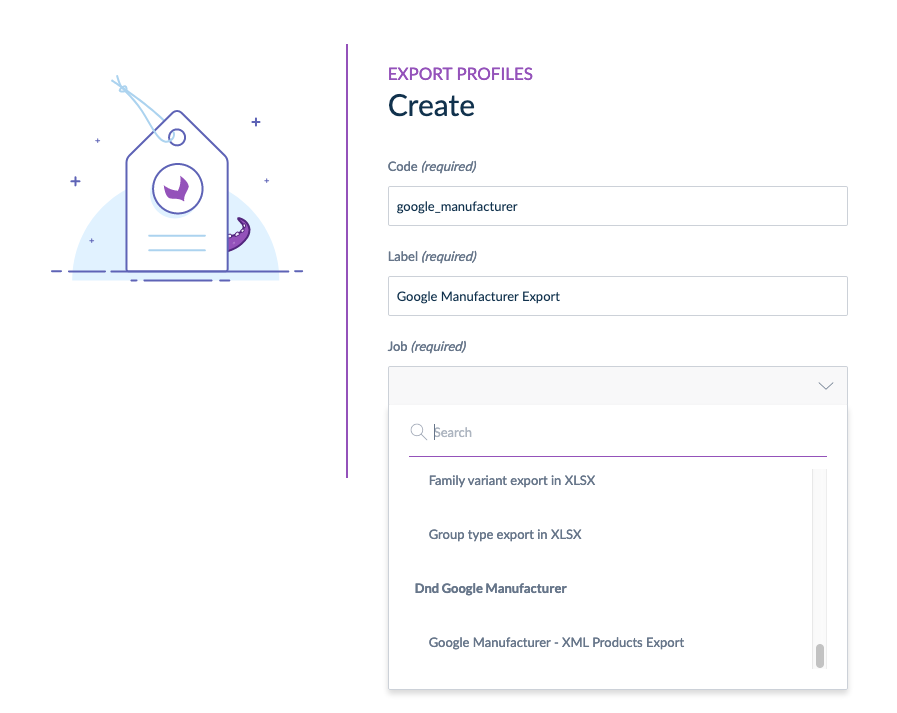 EXPORT PROFILES
Create
Code (required)
google_manufacturer
Label (required)
Google Manufacturer Export
Job (required)
Search
Family variant export in XLSX
Group type export in XLSX
Dnd Google Manufacturer
Google Manufacturer - XML Products Export